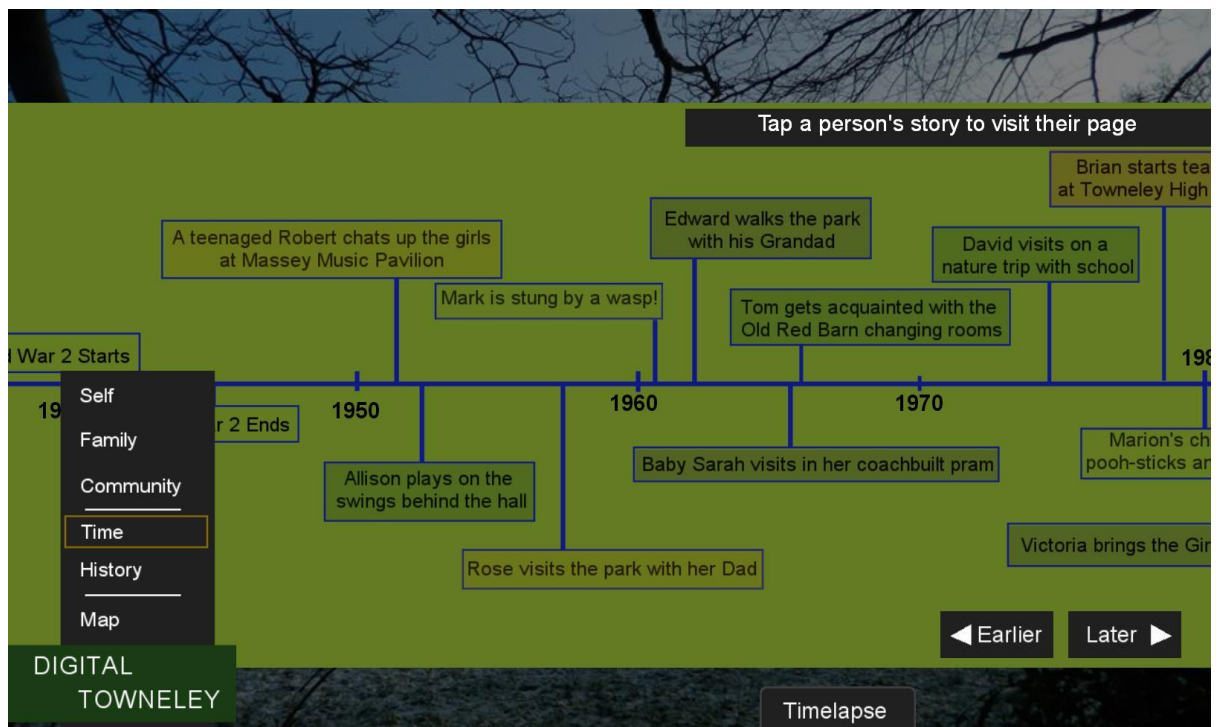 Tap a person's story to visit their page
Brian starts
at Towneley High
Edward walks the park
with his Grandad
A teenaged Robert chats up the girls
at Massey Music Pavilion
David visits on a
nature trip with school
Mark is stung by a wasp!
Tom gets acquainted with the
Old Red Barn changing rooms
War 2 Starts
1950
1960
1970
2 Ends
Allison plays on the
swings behind the hall
Baby Sarah visits in her coachbuilt pram
Marion's
pooh-sticks
Rose visits the park with her Dad
Victoria brings the
Self
Family
Community
Time
History
Map
Earlier
Later
DIGITAL
TOWNELEY
Timelapse